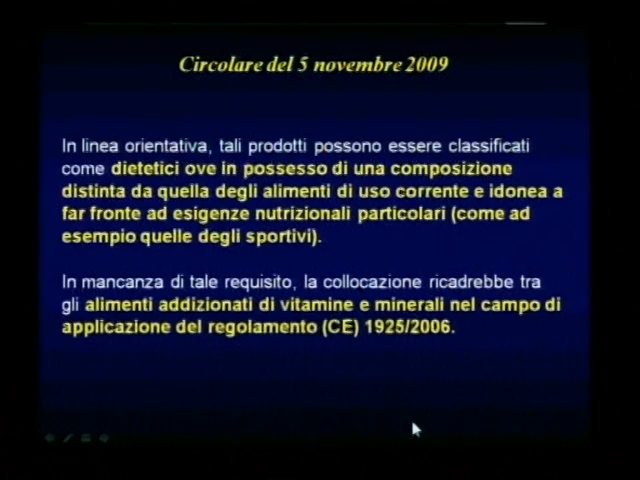 Circolare del 5 novembre 2009
In linea orientativa, tali prodotti possono essere classificati
come dietetici ove in possesso di una composizione
distinta da quella degli alimenti di uso corrente e idonea a
far fronte ad esigenze nutrizionali particolari (come ad
esempio quelle degli sportivi).
In mancanza di tale requisito, la collocazione ricadrebbe tra
gli alimenti addizionati di vitamine e minerali nel campo di
applicazione del regolamento (CE) 1925/2006.